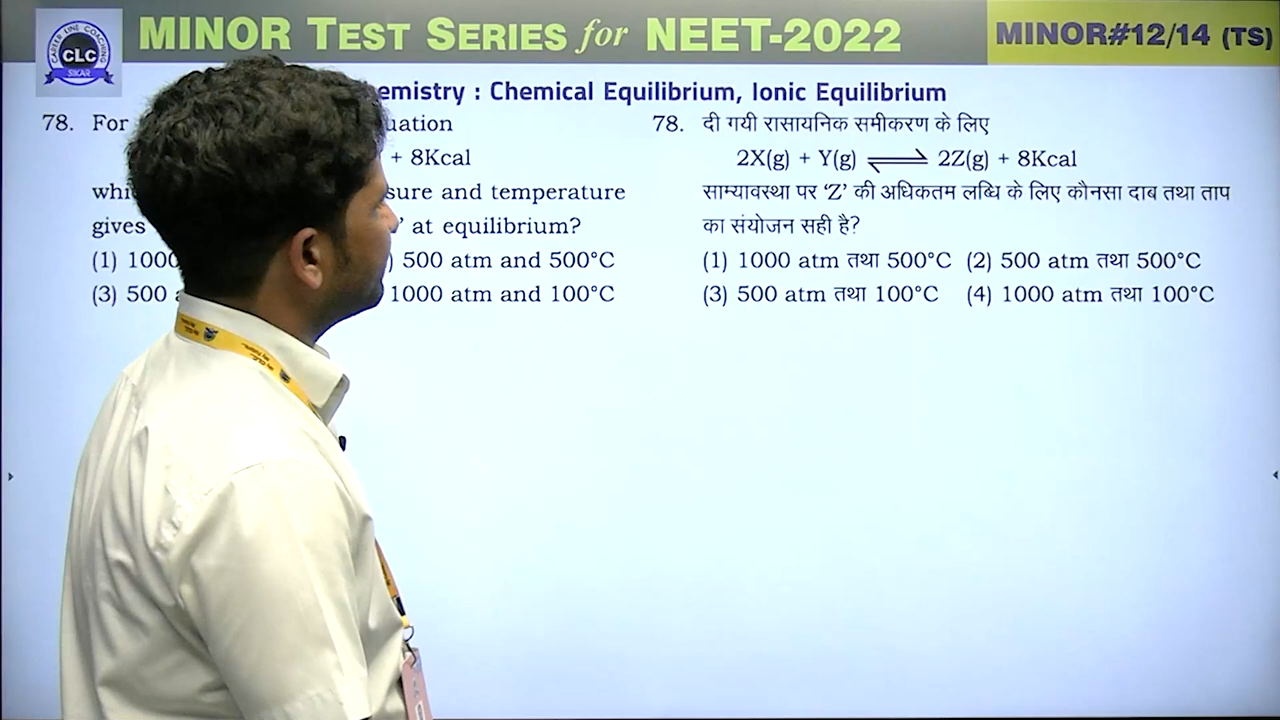 MINOR TEST SERIES for NEET-2022
MINOR#12/14 (TS)
CAREER LINE COACHING
CLC
SIKAR
emistry : Chemical Equilibrium, Ionic Equilibrium
78. For uation
+ 8Kcal
whi sure and temperature
gives ’ at equilibrium?
(1) 1000 ) 500 atm and 500°C
(3) 500 a 1000 atm and 100°C
78. दी गयी रासायनिक समीकरण के लिए
2X(g) + Y(g) ⇌ 2Z(g) + 8Kcal
साम्यावस्था पर ‘Z’ की अधिकतम लब्धि के लिए कौनसा दाब तथा ताप
का संयोजन सही है?
(1) 1000 atm तथा 500°C (2) 500 atm तथा 500°C
(3) 500 atm तथा 100°C (4) 1000 atm तथा 100°C